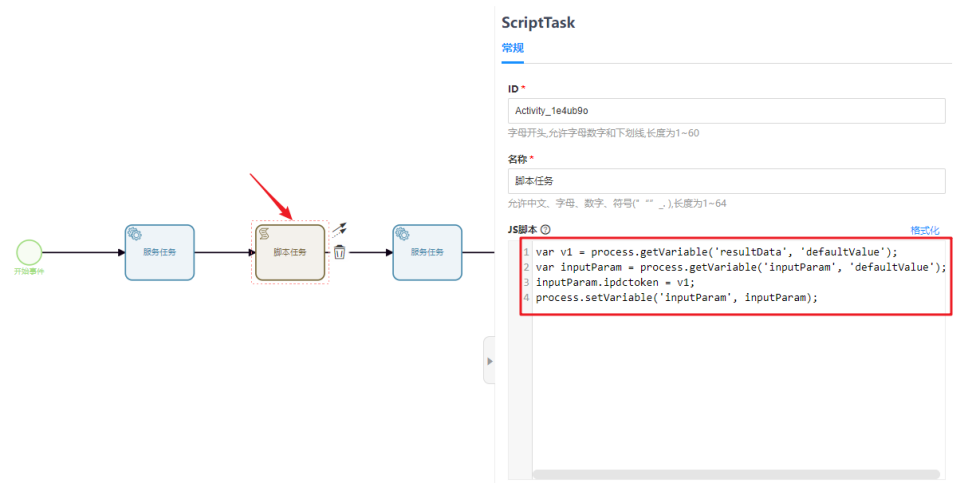 ScriptTask
常规
ID *
Activity_1e4ub9o
字母开头,允许字母数字和下划线,长度为1~60
名称 *
脚本任务
允许中文、字母、数字、符号(" “” _. ),长度为1~64
JS脚本 ?
格式化
1 var v1 = process.getVariable('resultData', 'defaultValue');
2 var inputParam = process.getVariable('inputParam', 'defaultValue');
3 inputParam.ipdctoken = v1;
4 process.setVariable('inputParam', inputParam);
开始事件
服务任务
脚本任务
服务任务